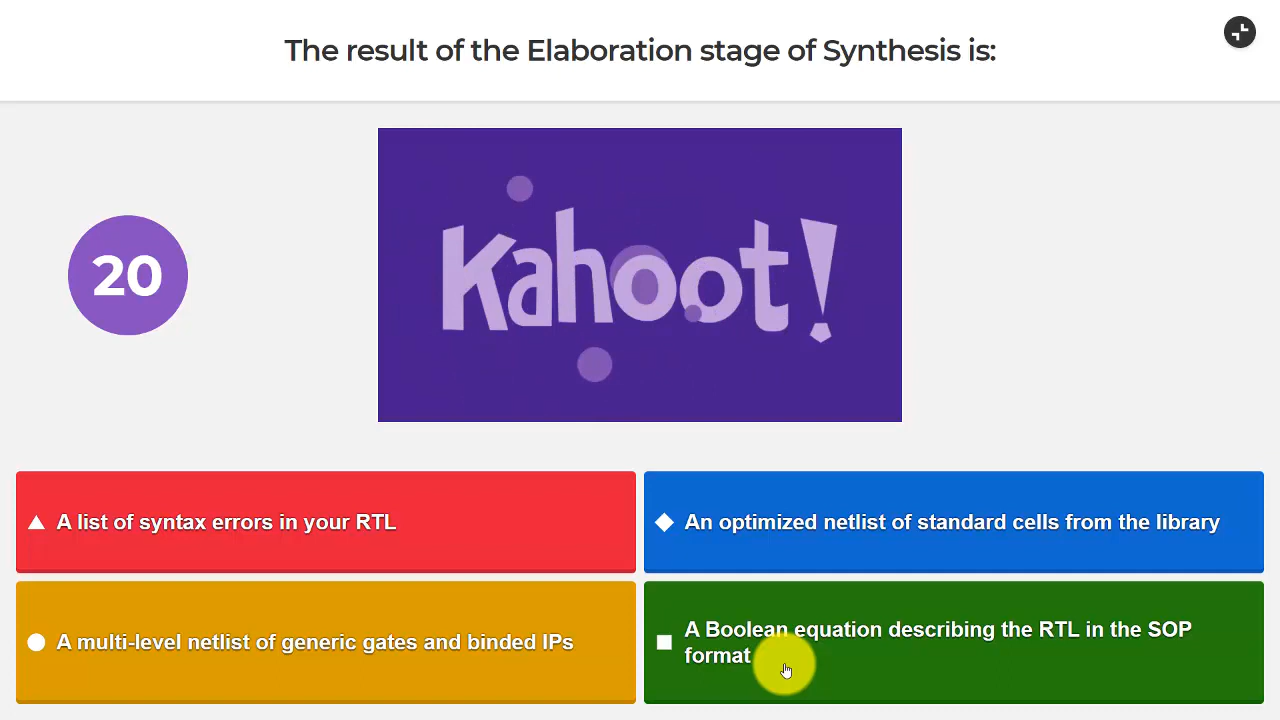 The result of the Elaboration stage of Synthesis is:
20
Kahoot!
A list of syntax errors in your RTL
An optimized netlist of standard cells from the library
A multi-level netlist of generic gates and binded IPs
A Boolean equation describing the RTL in the SOP
format